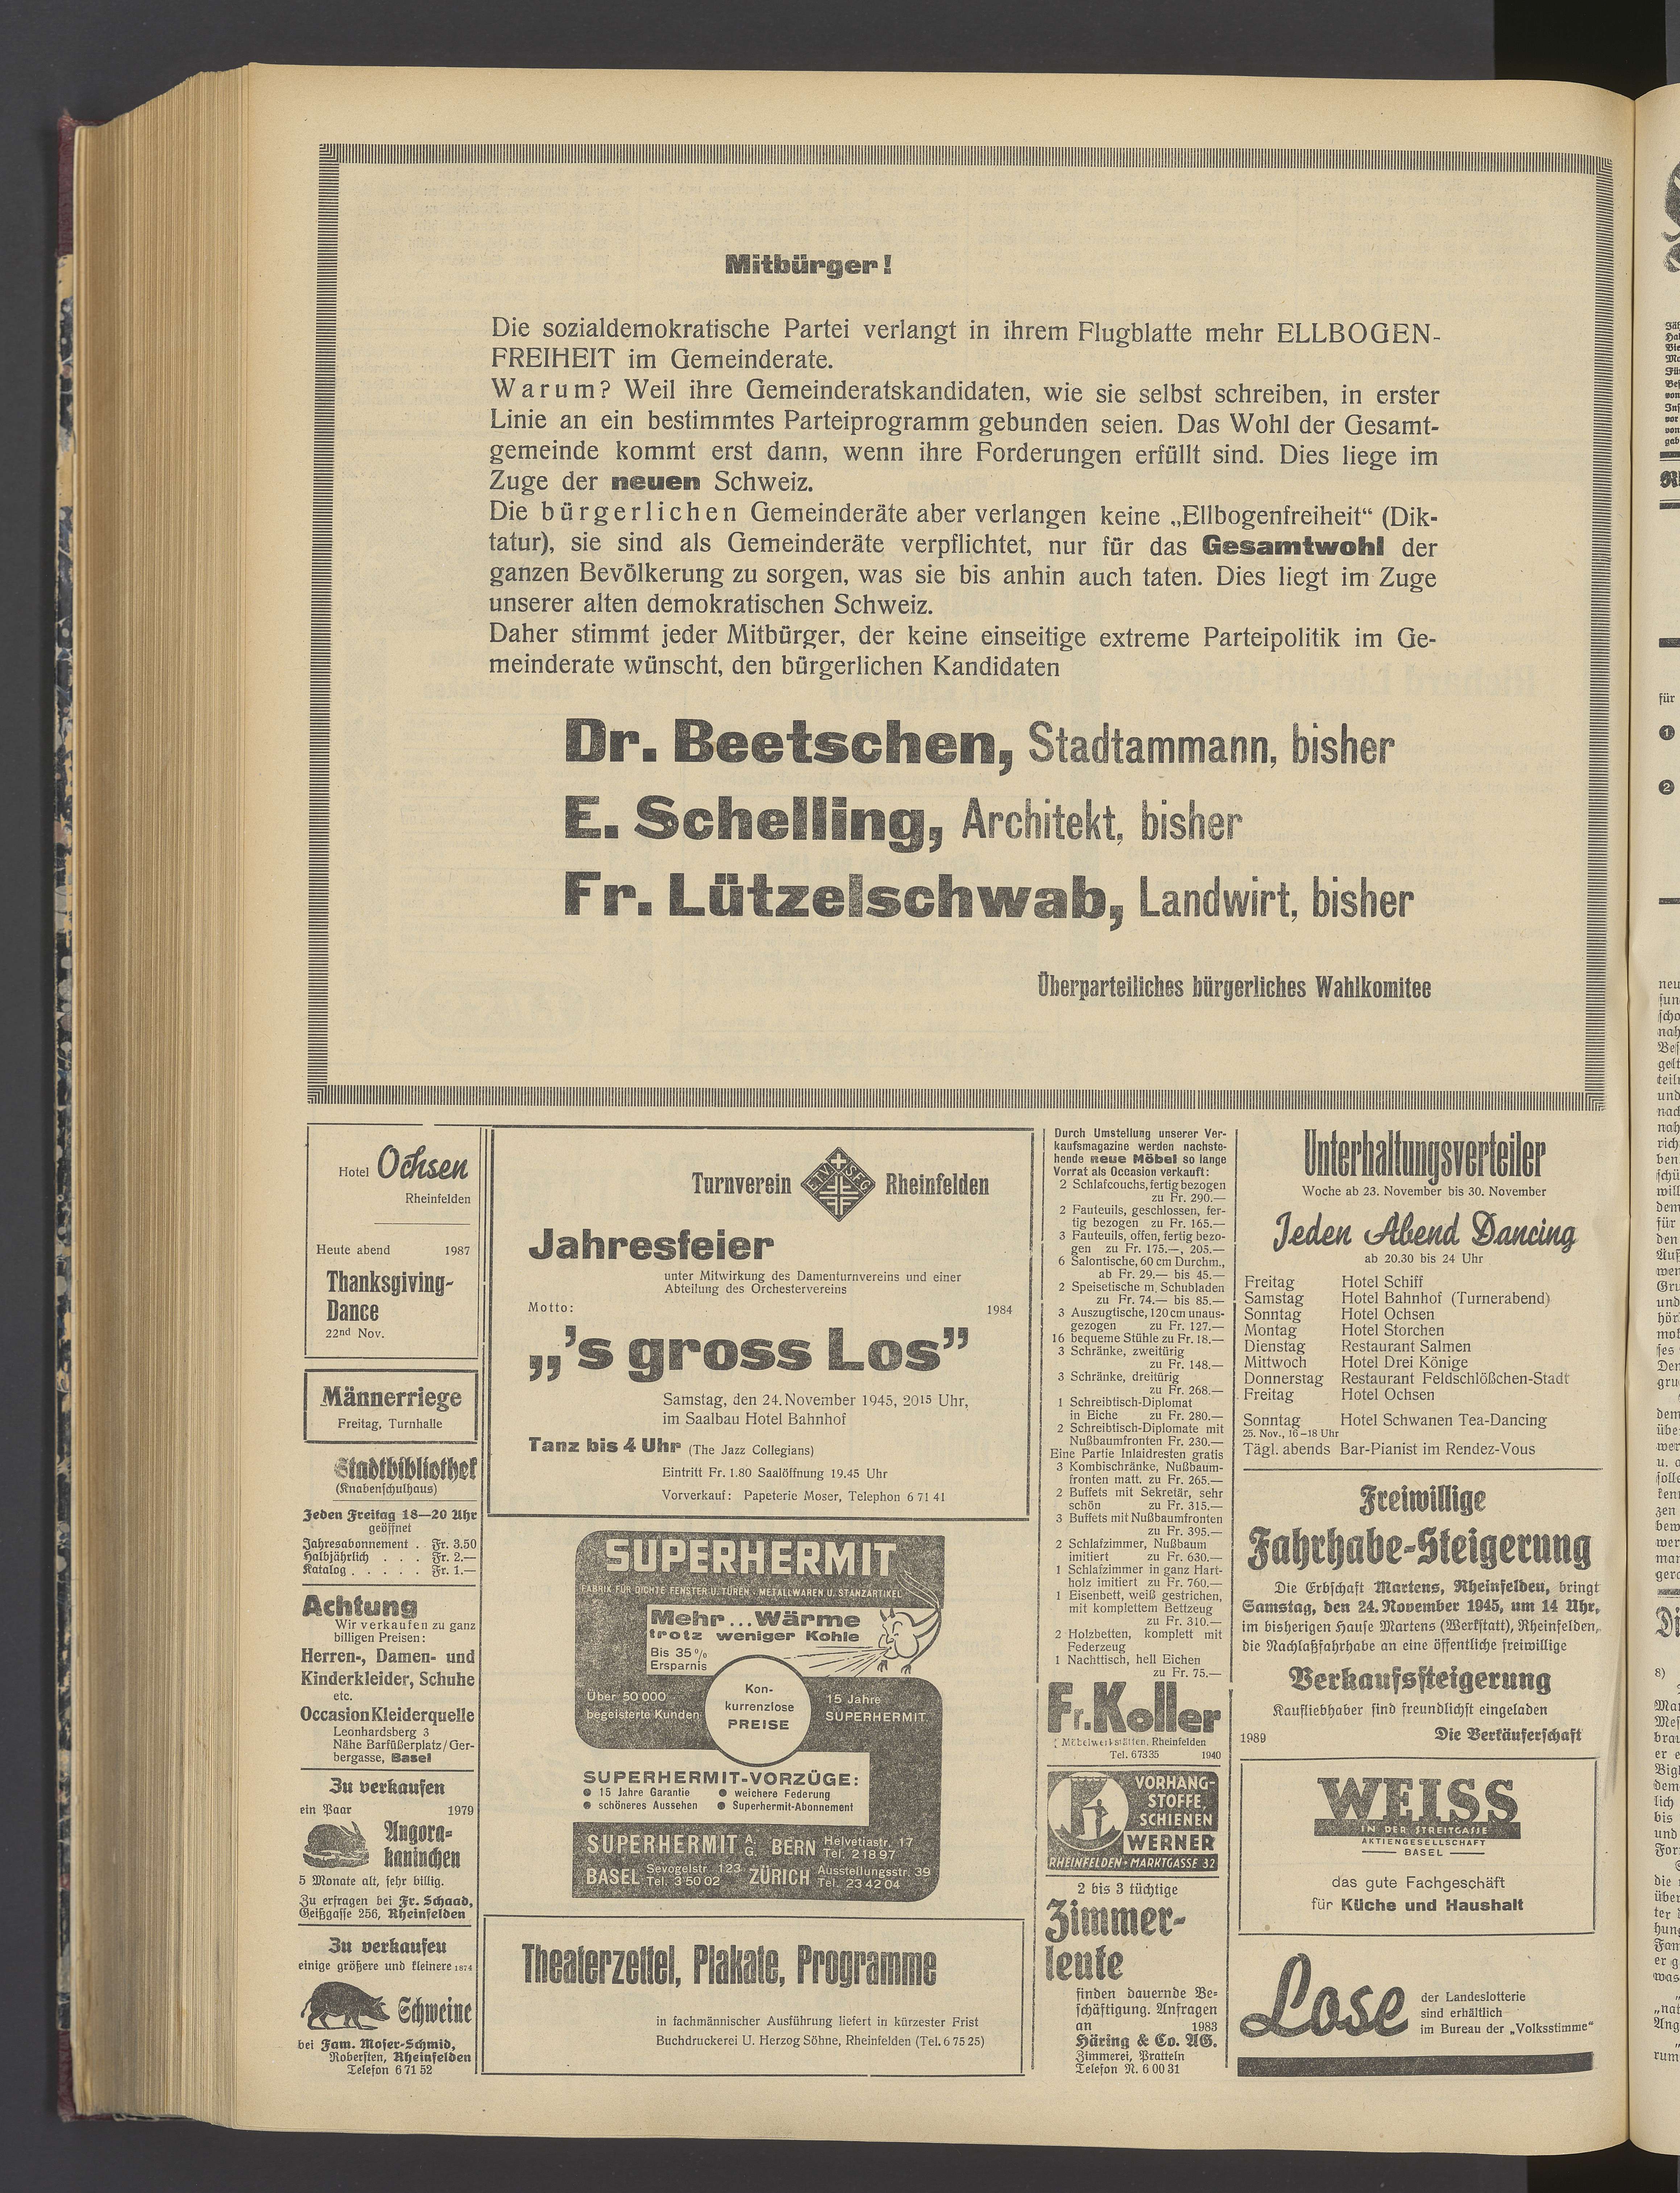 Mitbürger!
Die sozialdemokratische Partei verlangt in ihrem Flugblatte mehr ELLBOGEN-
FREIHEIT im Gemeinderate.
Warum? Weil ihre Gemeinderatskandidaten, wie sie selbst schreiben, in erster
Linie an ein bestimmtes Parteiprogramm gebunden seien. Das Wohl der Gesamt-
gemeinde kommt erst dann, wenn ihre Forderungen erfüllt sind. Dies liege im
Zuge der neuen Schweiz.
Die bürgerlichen Gemeinderäte aber verlangen keine „Ellbogenfreiheit“ (Dik-
tatur), sie sind als Gemeinderäte verpflichtet, nur für das Gesamtwohl der
ganzen Bevölkerung zu sorgen, was sie bis anhin auch taten. Dies liegt im Zuge
unserer alten demokratischen Schweiz.
Daher stimmt jeder Mitbürger, der keine einseitige extreme Parteipolitik im Ge-
meinderate wünscht, den bürgerlichen Kandidaten
Dr. Beetschen, Stadtammann, bisher
E. Schelling, Architekt, bisher
Fr. Lützelschwab, Landwirt, bisher
Überparteiliches bürgerliches Wahlkomitee
Hotel Ochsen
Rheinfelden
Heute abend 1987
Thanksgiving-
Dance
22nd Nov.
Männerriege
Freitag, Turnhalle
Stadtbibliothek
(Knabenschulhaus)
Jeden Freitag 18—20 Uhr
geöffnet
Jahresabonnement . Fr. 3.50
Halbjährlich . . . Fr. 2.—
Katalog . . . . . Fr. 1.—
Achtung
Wir verkaufen zu ganz
billigen Preisen:
Herren-, Damen- und
Kinderkleider, Schuhe
etc.
Occasion Kleiderquelle
Leonhardsberg 3
Nähe Barfüßerplatz/Ger-
bergasse, Basel
Zu verkaufen
ein Paar 1979
Angora-
kaninchen
5 Monate alt, sehr billig.
Zu erfragen bei Fr. Schaad,
Geißgasse 256, Rheinfelden
Zu verkaufen
einige größere und kleinere 1874
Schweine
bei Fam. Moser-Schmid,
Robersten, Rheinfelden
Telefon 6 71 52
Turnverein ETV SFG Rheinfelden
Jahresfeier
unter Mitwirkung des Damenturnvereins und einer
Abteilung des Orchestervereins
Motto: 1984
„’s gross Los”
Samstag, den 24. November 1945, 20¹⁵ Uhr,
im Saalbau Hotel Bahnhof
Tanz bis 4 Uhr (The Jazz Collegians)
Eintritt Fr. 1.80 Saalöffnung 19.45 Uhr
Vorverkauf: Papeterie Moser, Telephon 6 71 41
SUPERHERMIT
FABRIK FÜR DICHTE FENSTER U. TÜREN . METALLWAREN U. STANZARTIKEL
Mehr...Wärme
trotz weniger Kohle
Bis 35%
Ersparnis
Über 50 000
begeisterte Kunden
Kon-
kurrenzlose
PREISE
15 Jahre
SUPERHERMIT
SUPERHERMIT-VORZÜGE:
● 15 Jahre Garantie ● weichere Federung
● schöneres Aussehen ● Superhermit-Abonnement
SUPERHERMIT A. G. BERN Helvetiastr. 17 Tel. 2 18 97
BASEL Sevogelstr. 123 Tel. 3 50 02 ZÜRICH Ausstellungsstr. 39 Tel. 23 42 04
Theaterzettel, Plakate, Programme
in fachmännischer Ausführung liefert in kürzester Frist
Buchdruckerei U. Herzog Söhne, Rheinfelden (Tel. 6 75 25)
Durch Umstellung unserer Ver-
kaufsmagazine werden nachste-
hende neue Möbel so lange
Vorrat als Occasion verkauft:
2 Schlafcouchs, fertig bezogen
zu Fr. 290.—
2 Fauteuils, geschlossen, fer-
tig bezogen zu Fr. 165.—
3 Fauteuils, offen, fertig bezo-
gen zu Fr. 175.—, 205.—
6 Salontische, 60 cm Durchm.,
ab Fr. 29.— bis 45.—
2 Speisetische m. Schubladen
zu Fr. 74.— bis 85.—
3 Auszugtische, 120 cm unaus-
gezogen zu Fr. 127.—
16 bequeme Stühle zu Fr. 18.—
3 Schränke, zweitürig
zu Fr. 148.—
3 Schränke, dreitürig
zu Fr. 268.—
1 Schreibtisch-Diplomat
in Eiche zu Fr. 280.—
2 Schreibtisch-Diplomate mit
Nußbaumfronten Fr. 230.—
Eine Partie Inlaidresten gratis
3 Kombischränke, Nußbaum-
fronten matt. zu Fr. 265.—
2 Buffets mit Sekretär, sehr
schön zu Fr. 315.—
3 Buffets mit Nußbaumfronten
zu Fr. 395.—
2 Schlafzimmer, Nußbaum
imitiert zu Fr. 630.—
1 Schlafzimmer in ganz Hart-
holz imitiert zu Fr. 760.—
1 Eisenbett, weiß gestrichen,
mit komplettem Bettzeug
zu Fr. 310.—
2 Holzbetten, komplett mit
Federzeug
1 Nachttisch, hell Eichen
zu Fr. 75.—
Fr. Koller
Möbelwerkstätten, Rheinfelden
Tel. 6 73 35 1940
VORHANG-
STOFFE
SCHIENEN
WERNER
RHEINFELDEN · MARKTGASSE 32
2 bis 3 tüchtige
Zimmer-
leute
finden dauernde Be-
schäftigung. Anfragen
an 1983
Häring & Co. AG.
Zimmerei, Pratteln
Telefon N. 6 00 31
Unterhaltungsverteiler
Woche ab 23. November bis 30. November
Jeden Abend Dancing
ab 20.30 bis 24 Uhr
Freitag Hotel Schiff
Samstag Hotel Bahnhof (Turnerabend)
Sonntag Hotel Ochsen
Montag Hotel Storchen
Dienstag Restaurant Salmen
Mittwoch Hotel Drei Könige
Donnerstag Restaurant Feldschlößchen-Stadt
Freitag Hotel Ochsen
Sonntag Hotel Schwanen Tea-Dancing
25. Nov., 16–18 Uhr
Tägl. abends Bar-Pianist im Rendez-Vous
Freiwillige
Fahrhabe-Steigerung
Die Erbschaft Martens, Rheinfelden, bringt
Samstag, den 24. November 1945, um 14 Uhr,
im bisherigen Hause Martens (Werkstatt), Rheinfelden,
die Nachlaßfahrhabe an eine öffentliche freiwillige
Verkaufssteigerung
Kaufliebhaber sind freundlichst eingeladen
1989 Die Verkäuferschaft
WEISS
IN DER STREITGASSE
AKTIENGESELLSCHAFT
BASEL
das gute Fachgeschäft
für Küche und Haushalt
Lose
der Landeslotterie
sind erhältlich
im Bureau der „Volksstimme“